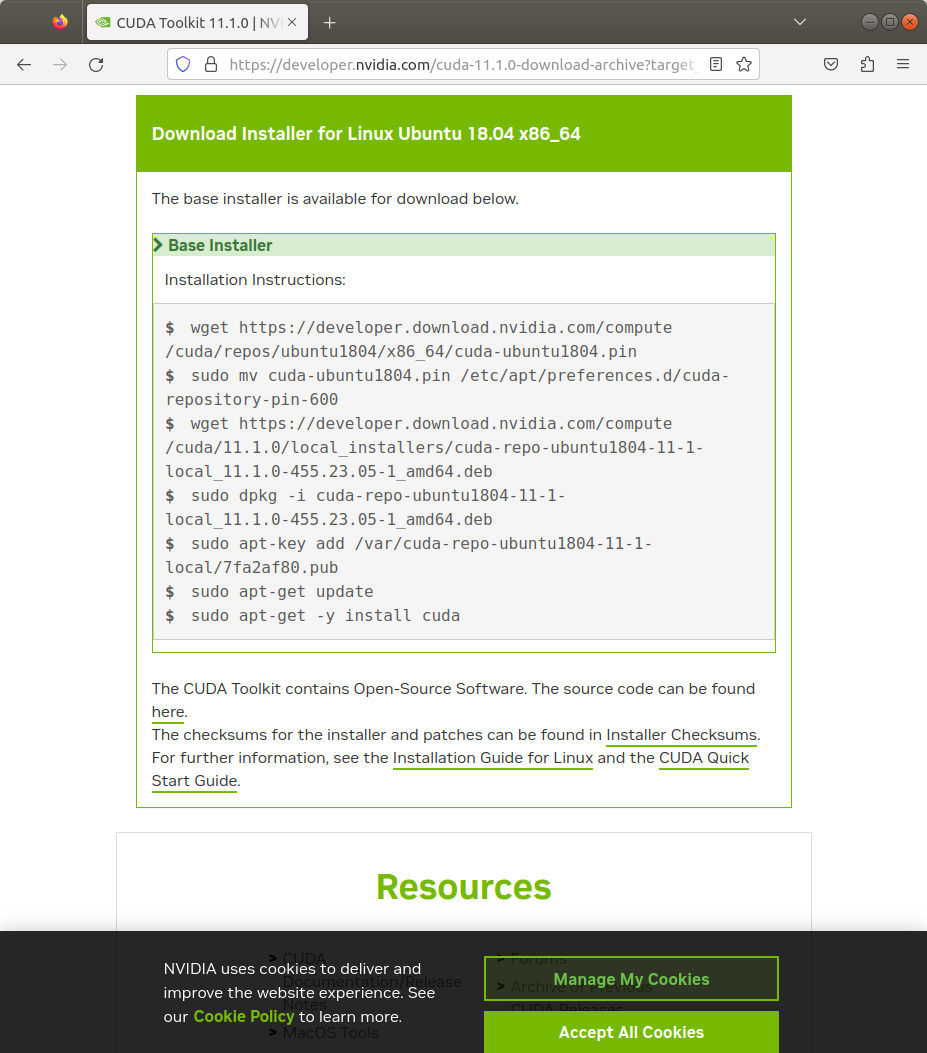 CUDA Toolkit 11.1.0 | NVI
https://developer.nvidia.com/cuda-11.1.0-download-archive?target_
Download Installer for Linux Ubuntu 18.04 x86_64
The base installer is available for download below.
Base Installer
Installation Instructions:
$ wget https://developer.download.nvidia.com/compute
/cuda/repos/ubuntu1804/x86_64/cuda-ubuntu1804.pin
$ sudo mv cuda-ubuntu1804.pin /etc/apt/preferences.d/cuda-
repository-pin-600
$ wget https://developer.download.nvidia.com/compute
/cuda/11.1.0/local_installers/cuda-repo-ubuntu1804-11-1-
local_11.1.0-455.23.05-1_amd64.deb
$ sudo dpkg -i cuda-repo-ubuntu1804-11-1-
local_11.1.0-455.23.05-1_amd64.deb
$ sudo apt-key add /var/cuda-repo-ubuntu1804-11-1-
local/7fa2af80.pub
$ sudo apt-get update
$ sudo apt-get -y install cuda
The CUDA Toolkit contains Open-Source Software. The source code can be found
here.
The checksums for the installer and patches can be found in Installer Checksums.
For further information, see the Installation Guide for Linux and the CUDA Quick
Start Guide.
Resources
> CUDA
Documentation/Release
Notes
> MacOS Tools
> Forums
> Archive of Previous
CUDA Releases
NVIDIA uses cookies to deliver and
improve the website experience. See
our Cookie Policy to learn more.
Manage My Cookies
Accept All Cookies